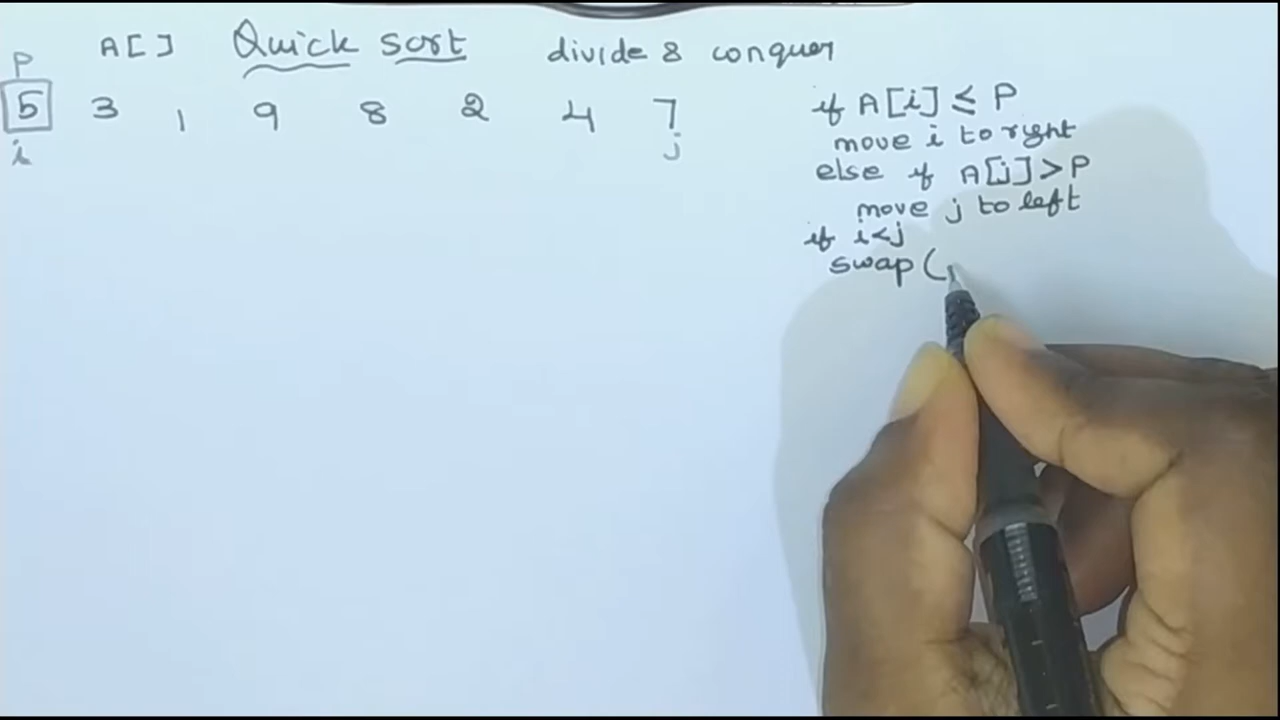 A[ ] Quick sort divide & conquer
P
5 3 1 9 8 2 4 7
i j
if A[i] ≤ P
move i to right
else if A[j] > P
move j to left
if i<j
swap (